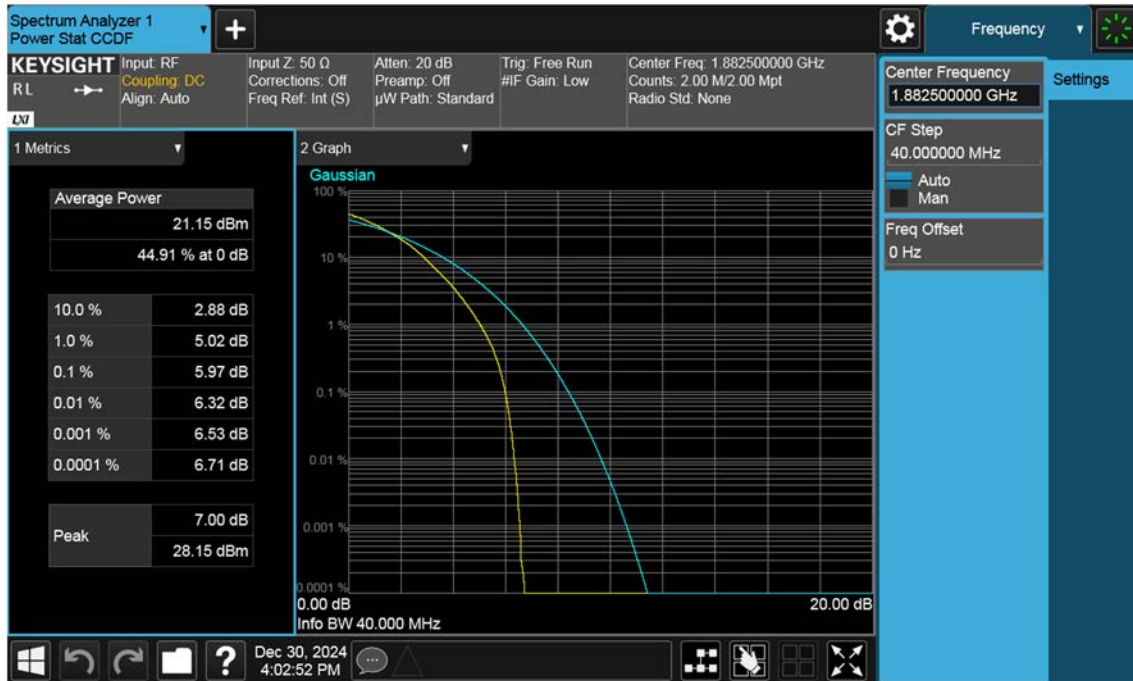 Spectrum Analyzer 1
Power Stat CCDF
Frequency
KEYSIGHT
RL
LXI
Input: RF
Coupling: DC
Align: Auto
Input Z: 50 Ω
Corrections: Off
Freq Ref: Int (S)
Atten: 20 dB
Preamp: Off
µW Path: Standard
Trig: Free Run
#IF Gain: Low
Center Freq: 1.882500000 GHz
Counts: 2.00 M/2.00 Mpt
Radio Std: None
Center Frequency
1.882500000 GHz
Settings
CF Step
40.000000 MHz
Auto
Man
Freq Offset
0 Hz
1 Metrics
Average Power
21.15 dBm
44.91 % at 0 dB
10.0 % 2.88 dB
1.0 % 5.02 dB
0.1 % 5.97 dB
0.01 % 6.32 dB
0.001 % 6.53 dB
0.0001 % 6.71 dB
Peak 7.00 dB
28.15 dBm
2 Graph
Gaussian
100 %
10 %
1 %
0.1 %
0.01 %
0.001 %
0.0001 %
0.00 dB 20.00 dB
Info BW 40.000 MHz
?
Dec 30, 2024
4:02:52 PM